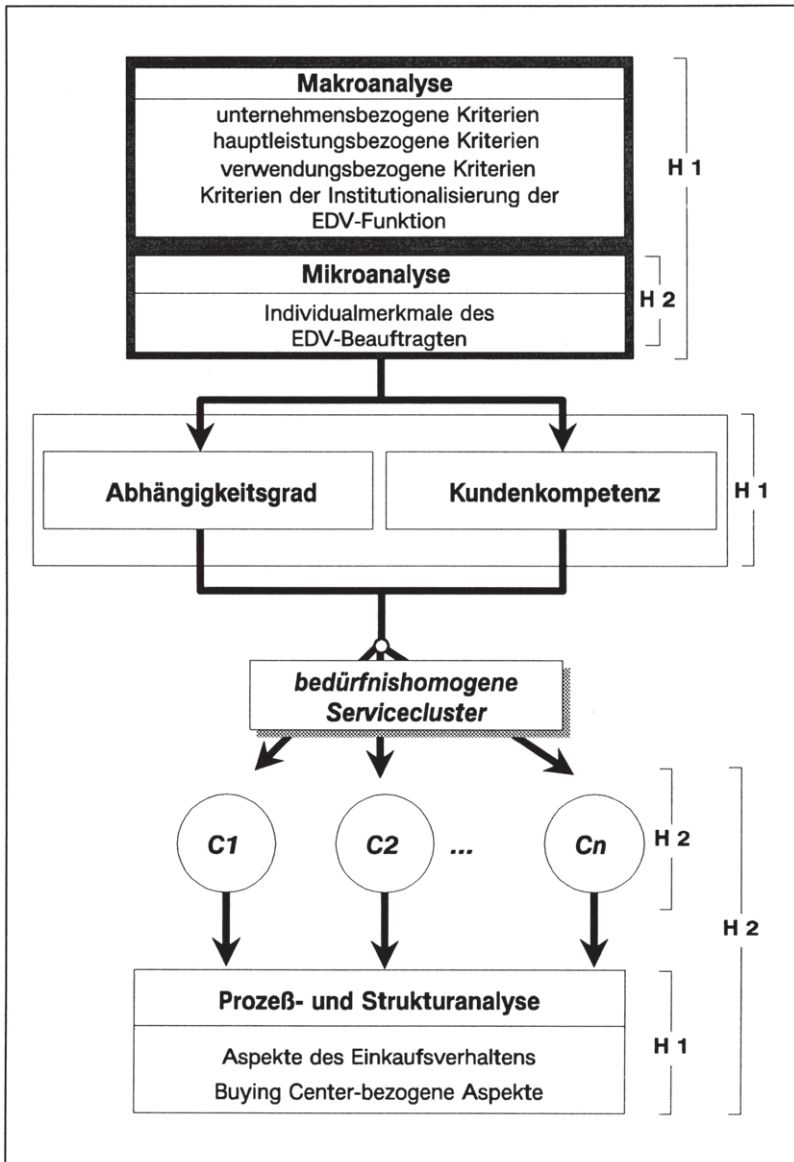 Makroanalyse
unternehmensbezogene Kriterien
hauptleistungsbezogene Kriterien
verwendungsbezogene Kriterien
Kriterien der Institutionalisierung der
EDV-Funktion
H 1
Mikroanalyse
Individualmerkmale des
EDV-Beauftragten
H 2
Abhängigkeitsgrad
Kundenkompetenz
H 1
bedürfnishomogene
Servicecluster
C1 C2 ... Cn
H 2
H 2
Prozeß- und Strukturanalyse
Aspekte des Einkaufsverhaltens
Buying Center-bezogene Aspekte
H 1